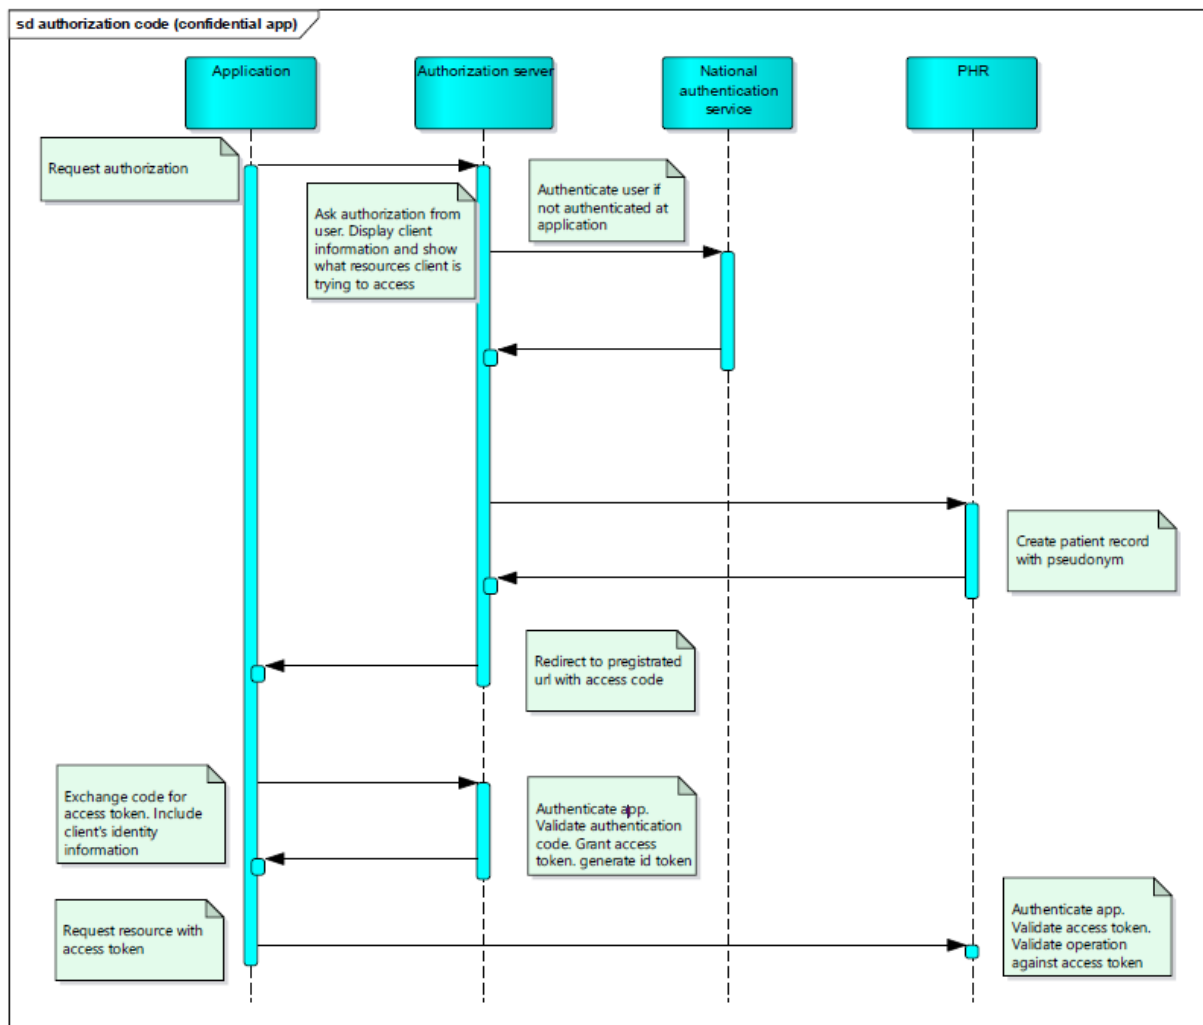 sd authorization code (confidential app)
Application
Authorization server
National
authentication
service
PHR
Request authorization
Ask authorization from
user. Display client
information and show
what resources client is
trying to access
Authenticate user if
not authenticated at
application
Create patient record
with pseudonym
Redirect to pregistrated
url with access code
Exchange code for
access token. Include
client's identity
information
Authenticate app.
Validate authentication
code. Grant access
token. generate id token
Request resource with
access token
Authenticate app.
Validate access token.
Validate operation
against access token